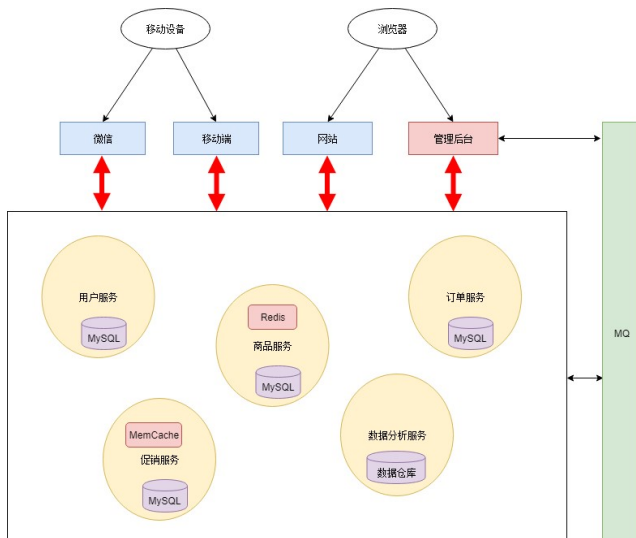 移动设备
浏览器
微信
移动端
网站
管理后台
MQ
用户服务
MySQL
Redis
商品服务
MySQL
订单服务
MySQL
MemCache
促销服务
MySQL
数据分析服务
数据仓库